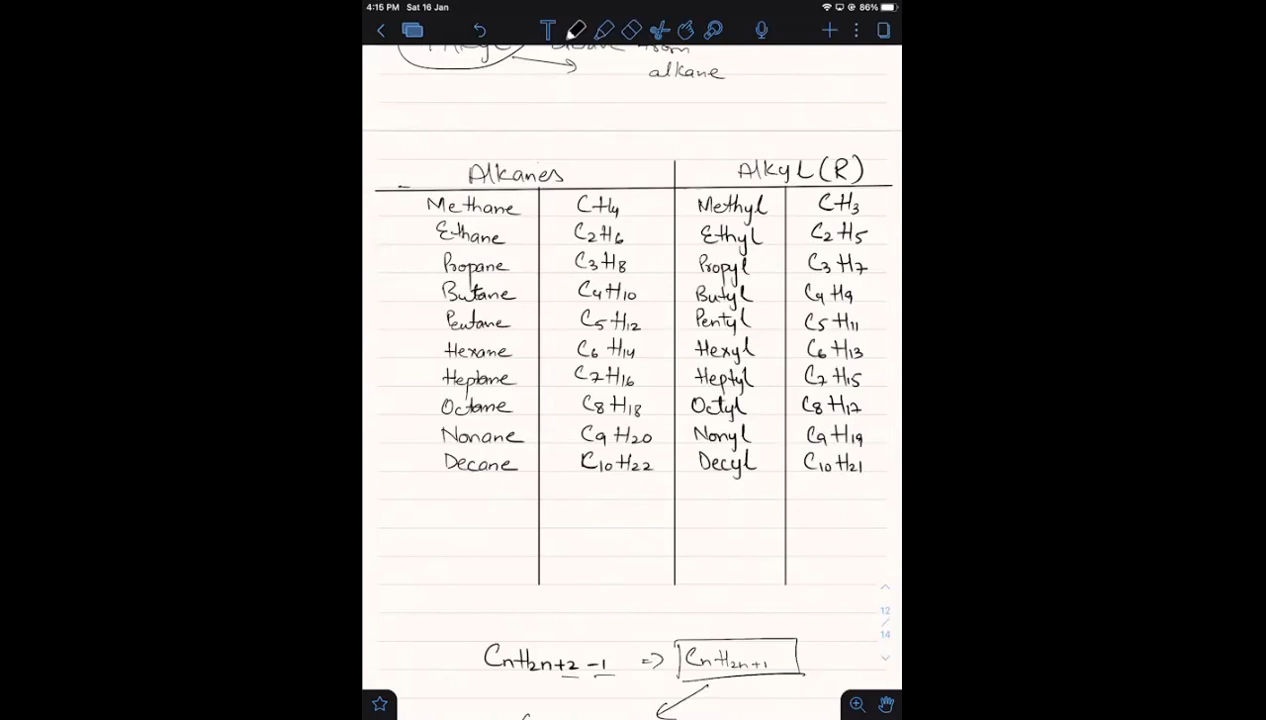 4:15 PM Sat 16 Jan
86%
T
alkane
Alkanes Alkyl (R)
Methane CH4 Methyl CH3
Ethane C2H6 Ethyl C2H5
Propane C3H8 Propyl C3H7
Butane C4H10 Butyl C4H9
Pentane C5H12 Pentyl C5H11
Hexane C6H14 Hexyl C6H13
Heptane C7H16 Heptyl C7H15
Octane C8H18 Octyl C8H17
Nonane C9H20 Nonyl C9H19
Decane C10H22 Decyl C10H21
12
/
14
CnH2n+2-1 => CnH2n+1